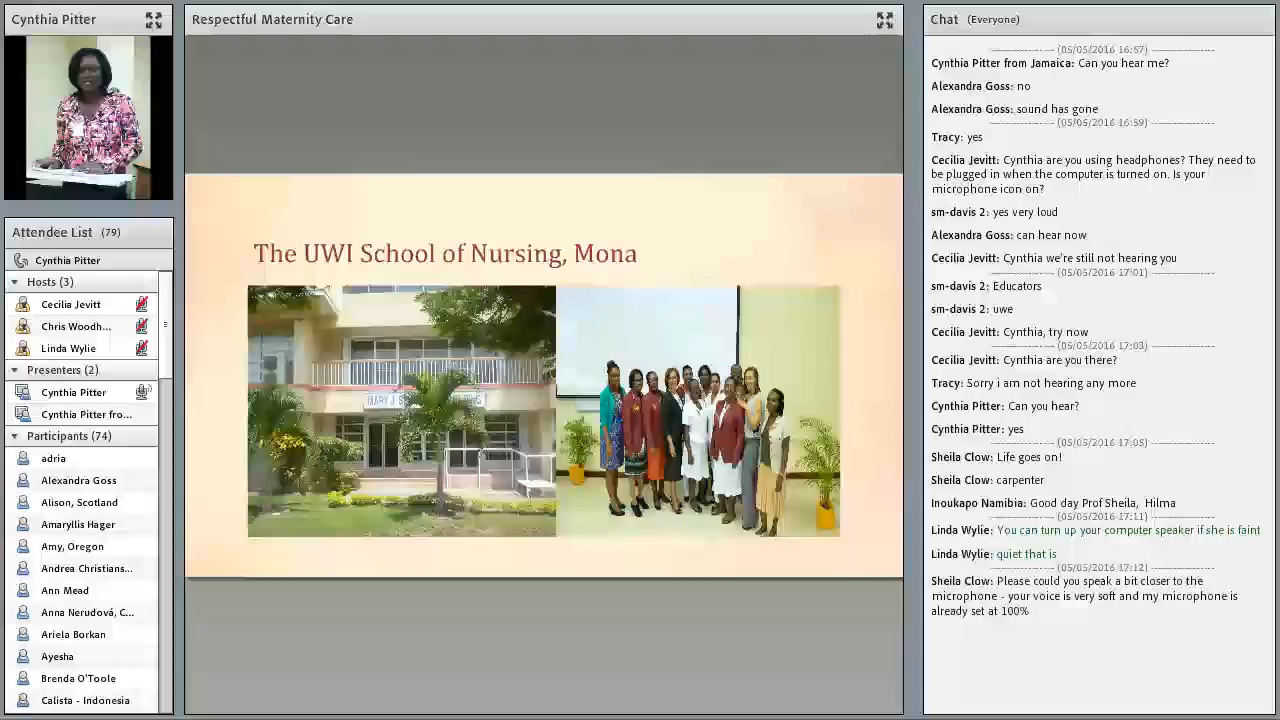 Cynthia Pitter
Attendee List (79)
Cynthia Pitter
Hosts (3)
Cecilia Jevitt
Chris Woodh...
Linda Wylie
Presenters (2)
Cynthia Pitter
Cynthia Pitter fro...
Participants (74)
adria
Alexandra Goss
Alison, Scotland
Amaryllis Hager
Amy, Oregon
Andrea Christians...
Ann Mead
Anna Nerudová, C...
Ariela Borkan
Ayesha
Brenda O'Toole
Calista - Indonesia
Respectful Maternity Care
The UWI School of Nursing, Mona
MARY J
Chat (Everyone)
(05/05/2016 16:57)
Cynthia Pitter from Jamaica: Can you hear me?
Alexandra Goss: no
Alexandra Goss: sound has gone
(05/05/2016 16:59)
Tracy: yes
Cecilia Jevitt: Cynthia are you using headphones? They need to
be plugged in when the computer is turned on. Is your
microphone icon on?
sm-davis 2: yes very loud
Alexandra Goss: can hear now
Cecilia Jevitt: Cynthia we're still not hearing you
(05/05/2016 17:01)
sm-davis 2: Educators
sm-davis 2: uwe
Cecilia Jevitt: Cynthia, try now
(05/05/2016 17:03)
Cecilia Jevitt: Cynthia are you there?
Tracy: Sorry i am not hearing any more
Cynthia Pitter: Can you hear?
Cynthia Pitter: yes
(05/05/2016 17:05)
Sheila Clow: Life goes on!
Sheila Clow: carpenter
Inoukapo Namibia: Good day Prof Sheila, Hilma
(05/05/2016 17:11)
Linda Wylie: You can turn up your computer speaker if she is faint
Linda Wylie: quiet that is
(05/05/2016 17:12)
Sheila Clow: Please could you speak a bit closer to the
microphone - your voice is very soft and my microphone is
already set at 100%